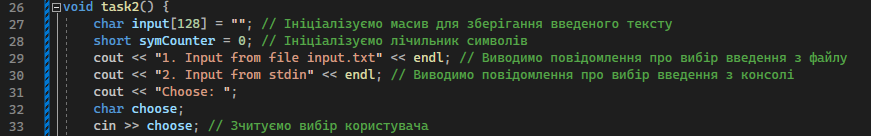 26 void task2() {
27 char input[128] = ""; // Ініціалізуємо масив для зберігання введеного тексту
28 short symCounter = 0; // Ініціалізуємо лічильник символів
29 cout << "1. Input from file input.txt" << endl; // Виводимо повідомлення про вибір введення з файлу
30 cout << "2. Input from stdin" << endl; // Виводимо повідомлення про вибір введення з консолі
31 cout << "Choose: ";
32 char choose;
33 cin >> choose; // Зчитуємо вибір користувача